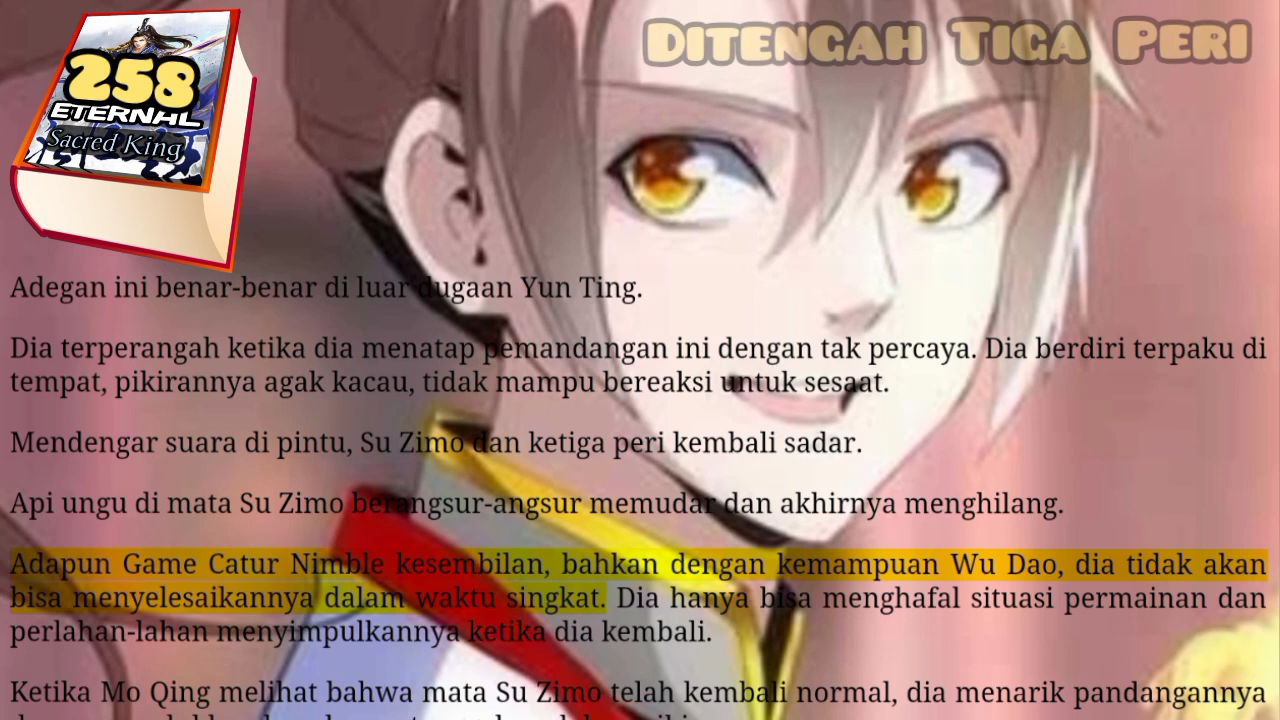 DITENGAH TIGA PERI
258
ETERNAL
Sacred King
Adegan ini benar-benar di luar dugaan Yun Ting.
Dia terperangah ketika dia menatap pemandangan ini dengan tak percaya. Dia berdiri terpaku di
tempat, pikirannya agak kacau, tidak mampu bereaksi untuk sesaat.
Mendengar suara di pintu, Su Zimo dan ketiga peri kembali sadar.
Api ungu di mata Su Zimo berangsur-angsur memudar dan akhirnya menghilang.
Adapun Game Catur Nimble kesembilan, bahkan dengan kemampuan Wu Dao, dia tidak akan
bisa menyelesaikannya dalam waktu singkat. Dia hanya bisa menghafal situasi permainan dan
perlahan-lahan menyimpulkannya ketika dia kembali.
Ketika Mo Qing melihat bahwa mata Su Zimo telah kembali normal, dia menarik pandangannya